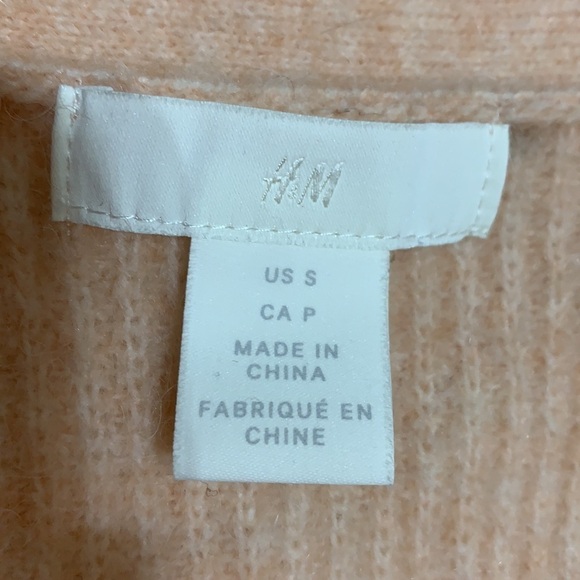 H&M
US S
CA P
MADE IN
CHINA
FABRIQUÉ EN
CHINE